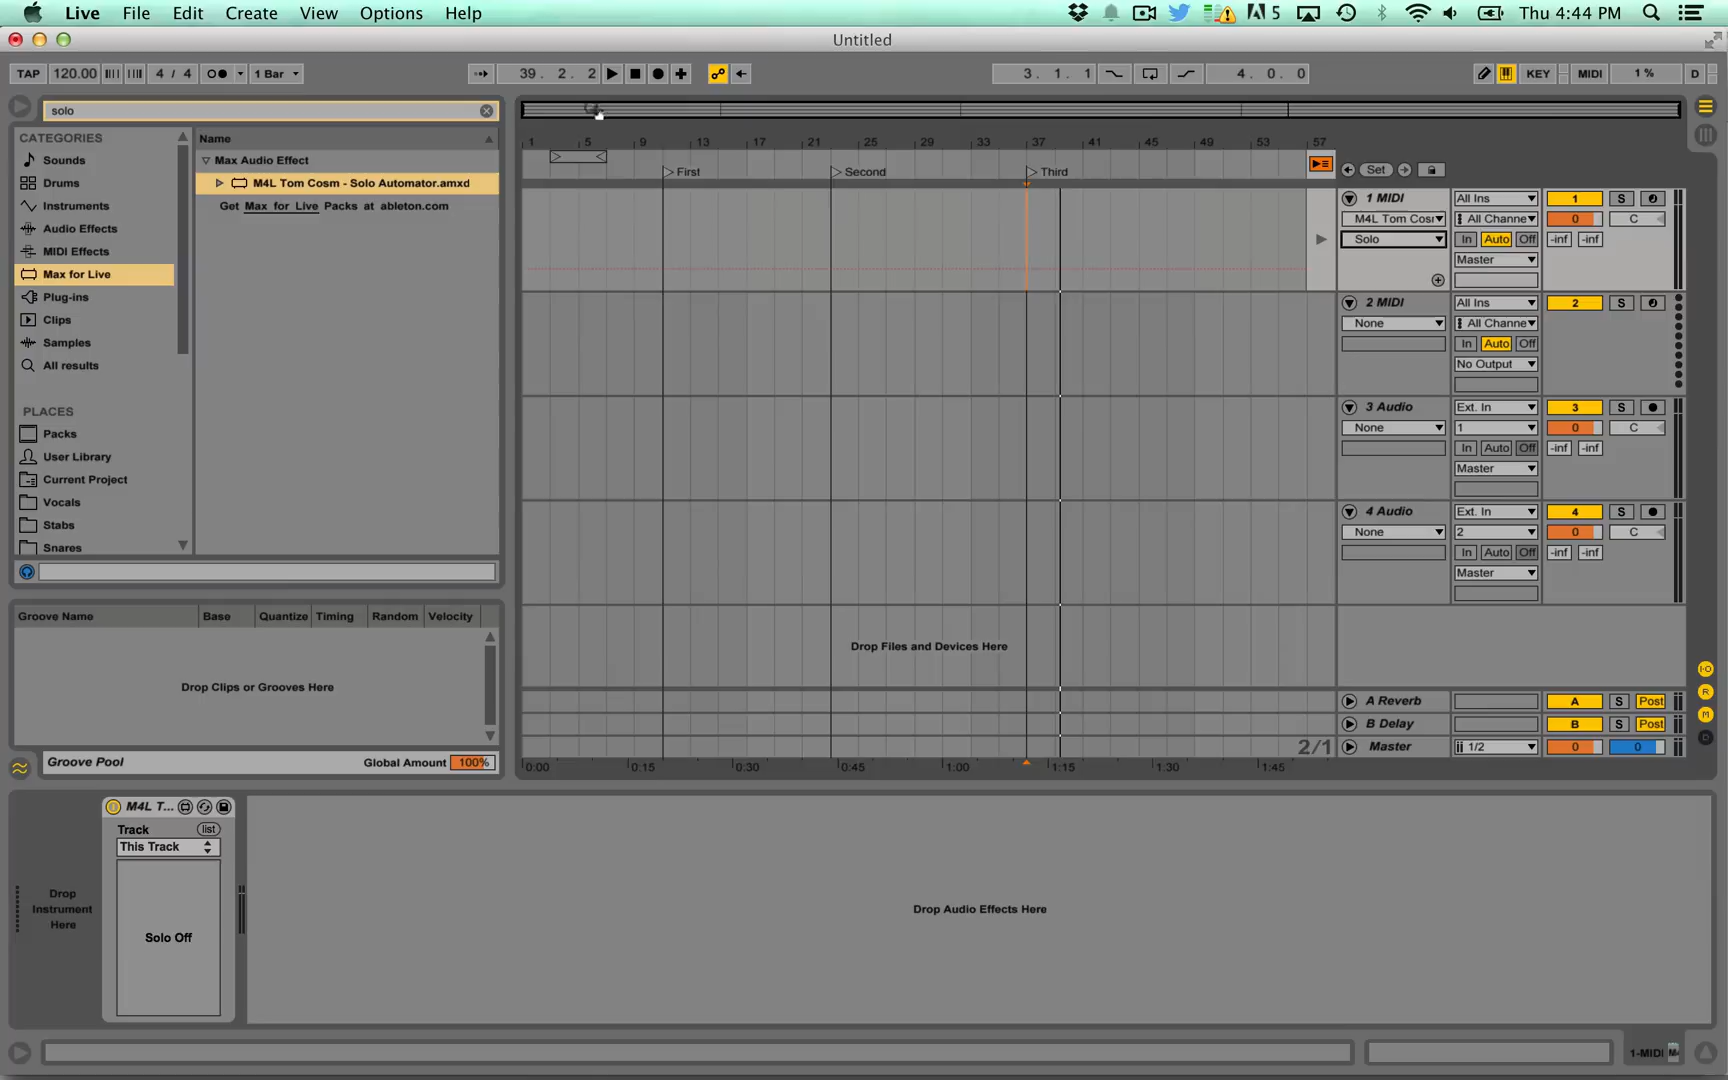 Live File Edit Create View Options Help 5 Thu 4:44 PM
Untitled
TAP 120.00 4 / 4 1 Bar 39. 2. 2 3. 1. 1 4. 0. 0 KEY MIDI 1 % D
solo
CATEGORIES
Sounds
Drums
Instruments
Audio Effects
MIDI Effects
Max for Live
Plug-ins
Clips
Samples
All results
PLACES
Packs
User Library
Current Project
Vocals
Stabs
Snares
Name
Max Audio Effect
M4L Tom Cosm - Solo Automator.amxd
Get Max for Live Packs at ableton.com
Groove Name Base Quantize Timing Random Velocity
Drop Clips or Grooves Here
Groove Pool Global Amount 100%
1 5 9 13 17 21 25 29 33 37 41 45 49 53 57
First Second Third
Set
1 MIDI All Ins 1 S
M4L Tom Cosr All Channe 0 C
Solo In Auto Off -inf -inf
Master
2 MIDI All Ins 2 S
None All Channe
In Auto Off
No Output
3 Audio Ext. In 3 S
None 1 0 C
In Auto Off -inf -inf
Master
4 Audio Ext. In 4 S
None 2 0 C
In Auto Off -inf -inf
Master
Drop Files and Devices Here
A Reverb A S Post
B Delay B S Post
2/1 Master 1/2 0 0
0:00 0:15 0:30 0:45 1:00 1:15 1:30 1:45
I·O
R
M
D
M4L T...
Track list
This Track
Solo Off
Drop
Instrument
Here
Drop Audio Effects Here
1-MIDI